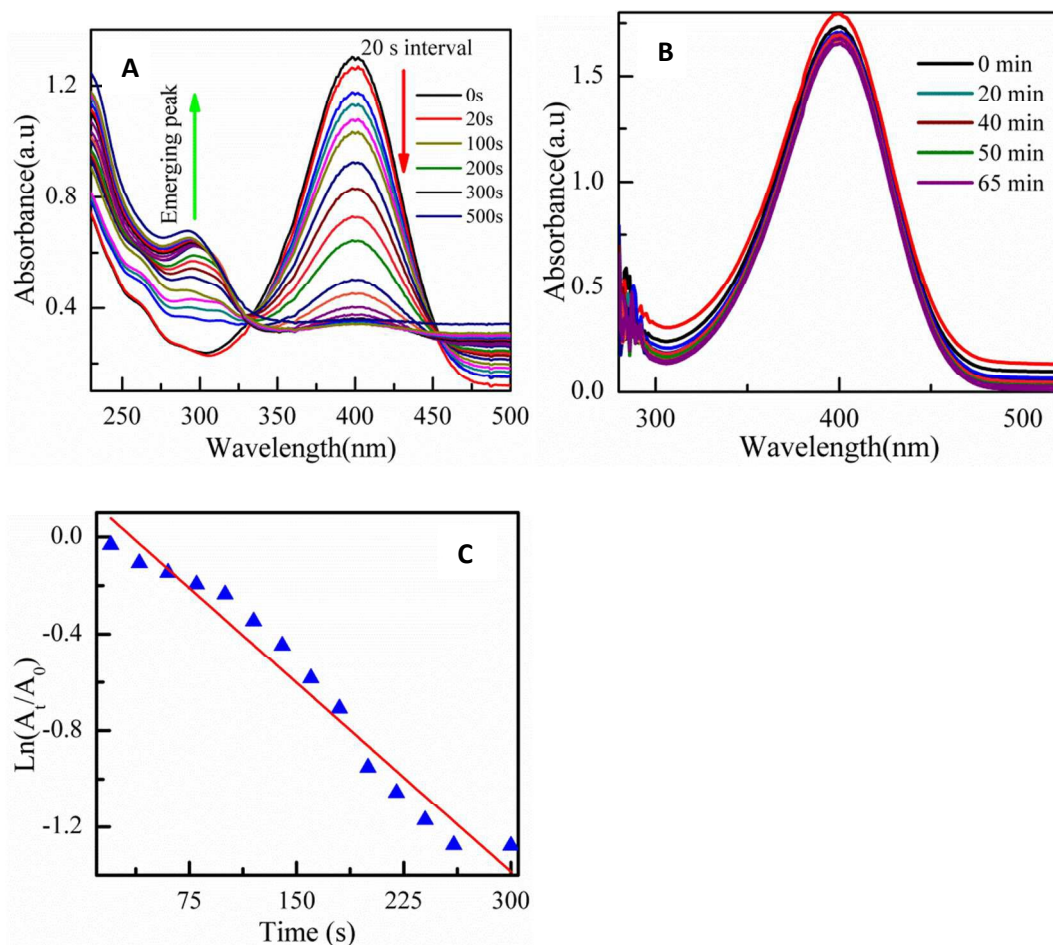 A
20 s interval
Emerging peak
0s
20s
100s
200s
300s
500s
1.2
0.8
0.4
Absorbance(a.u)
250 300 350 400 450 500
Wavelength(nm)
B
0 min
20 min
40 min
50 min
65 min
1.5
1.0
0.5
0.0
Absorbance(a.u)
300 400 500
Wavelength(nm)
C
0.0
-0.4
-0.8
-1.2
Ln(At/A0)
75 150 225 300
Time (s)